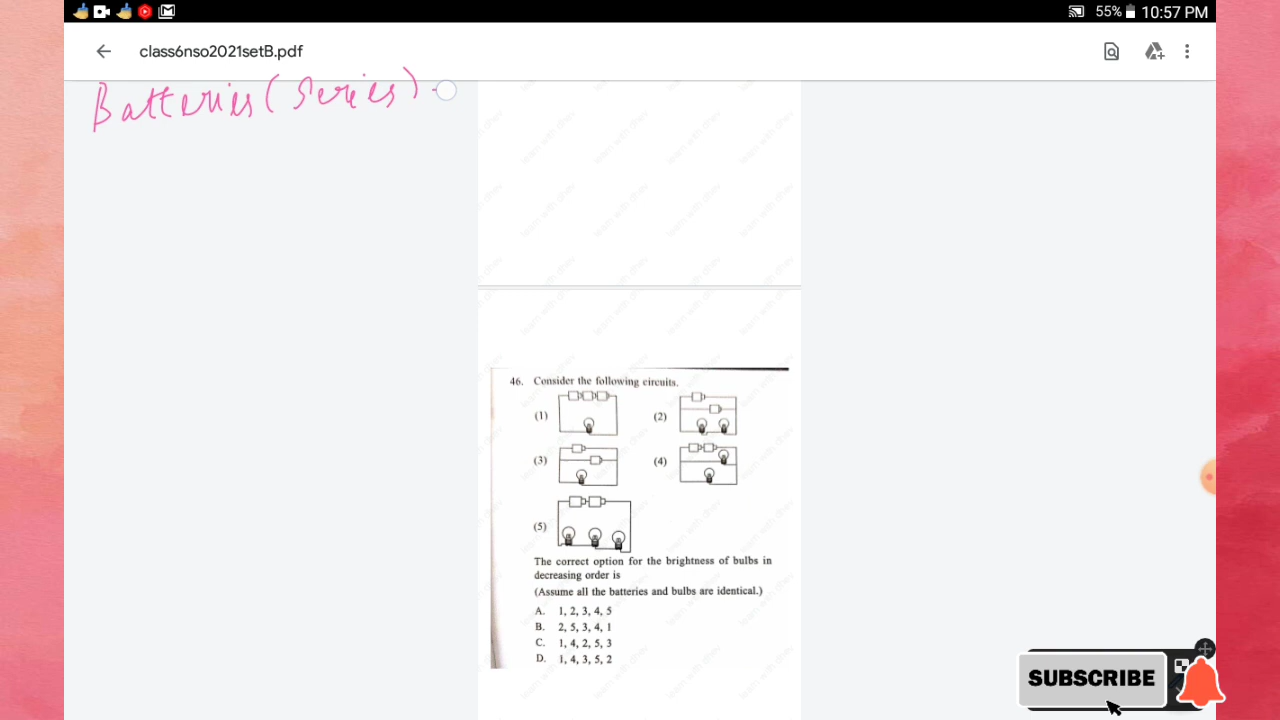 55% 10:57 PM
class6nso2021setB.pdf
Batteries (Series) -
46. Consider the following circuits.
(1) (2)
(3) (4)
(5)
The correct option for the brightness of bulbs in
decreasing order is
(Assume all the batteries and bulbs are identical.)
A. 1, 2, 3, 4, 5
B. 2, 5, 3, 4, 1
C. 1, 4, 2, 5, 3
D. 1, 4, 3, 5, 2
SUBSCRIBE